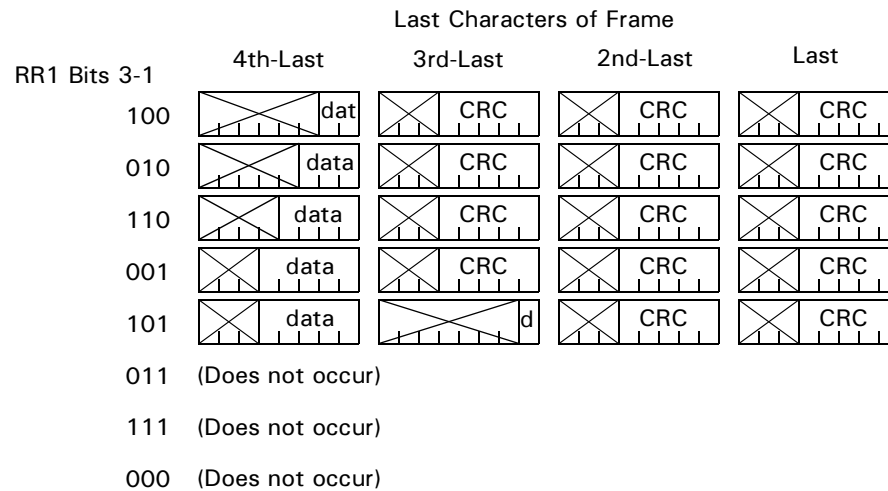 Last Characters of Frame
RR1 Bits 3-1 4th-Last 3rd-Last 2nd-Last Last
100 dat CRC CRC CRC
010 data CRC CRC CRC
110 data CRC CRC CRC
001 data CRC CRC CRC
101 data d CRC CRC
011 (Does not occur)
111 (Does not occur)
000 (Does not occur)